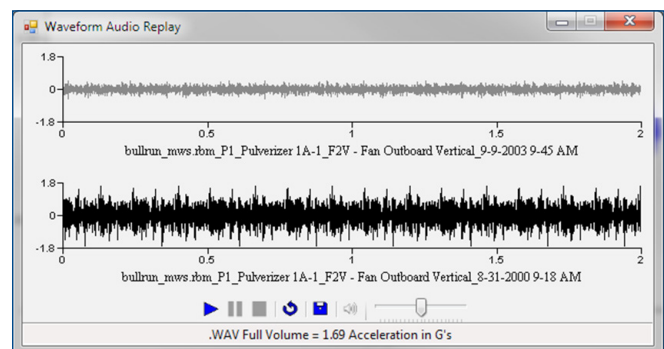 Waveform Audio Replay
1.8
0
-1.8
0 0.5 1 1.5 2
bullrun_mws.rbm_P1_Pulverizer 1A-1_F2V - Fan Outboard Vertical_9-9-2003 9-45 AM
1.8
0
-1.8
0 0.5 1 1.5 2
bullrun_mws.rbm_P1_Pulverizer 1A-1_F2V - Fan Outboard Vertical_8-31-2000 9-18 AM
.WAV Full Volume = 1.69 Acceleration in G's